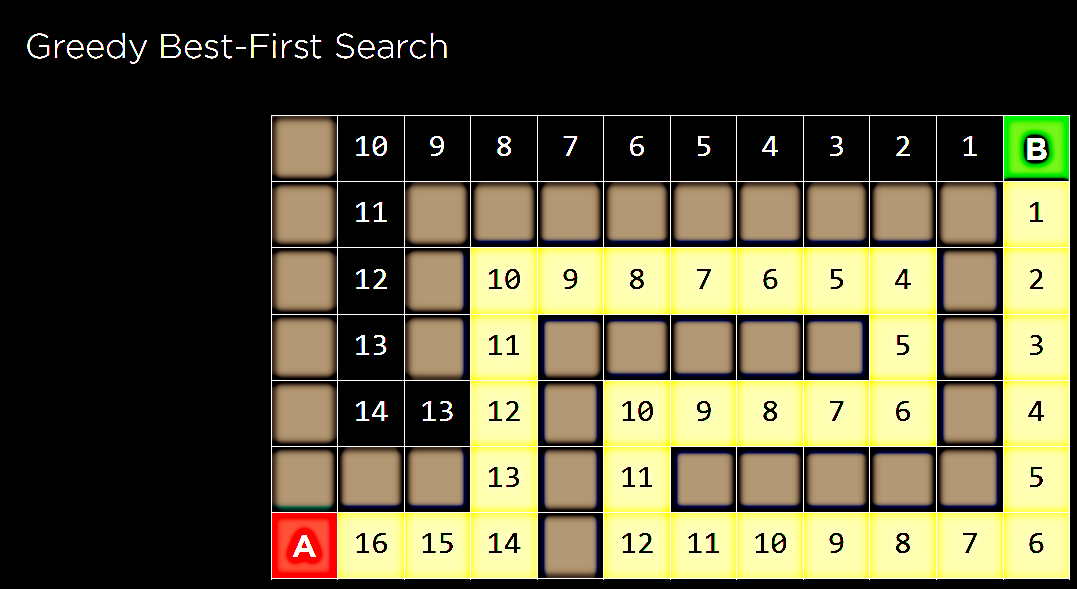 Greedy Best-First Search
10 9 8 7 6 5 4 3 2 1 B
11 1
12 10 9 8 7 6 5 4 2
13 11 5 3
14 13 12 10 9 8 7 6 4
13 11 5
A 16 15 14 12 11 10 9 8 7 6